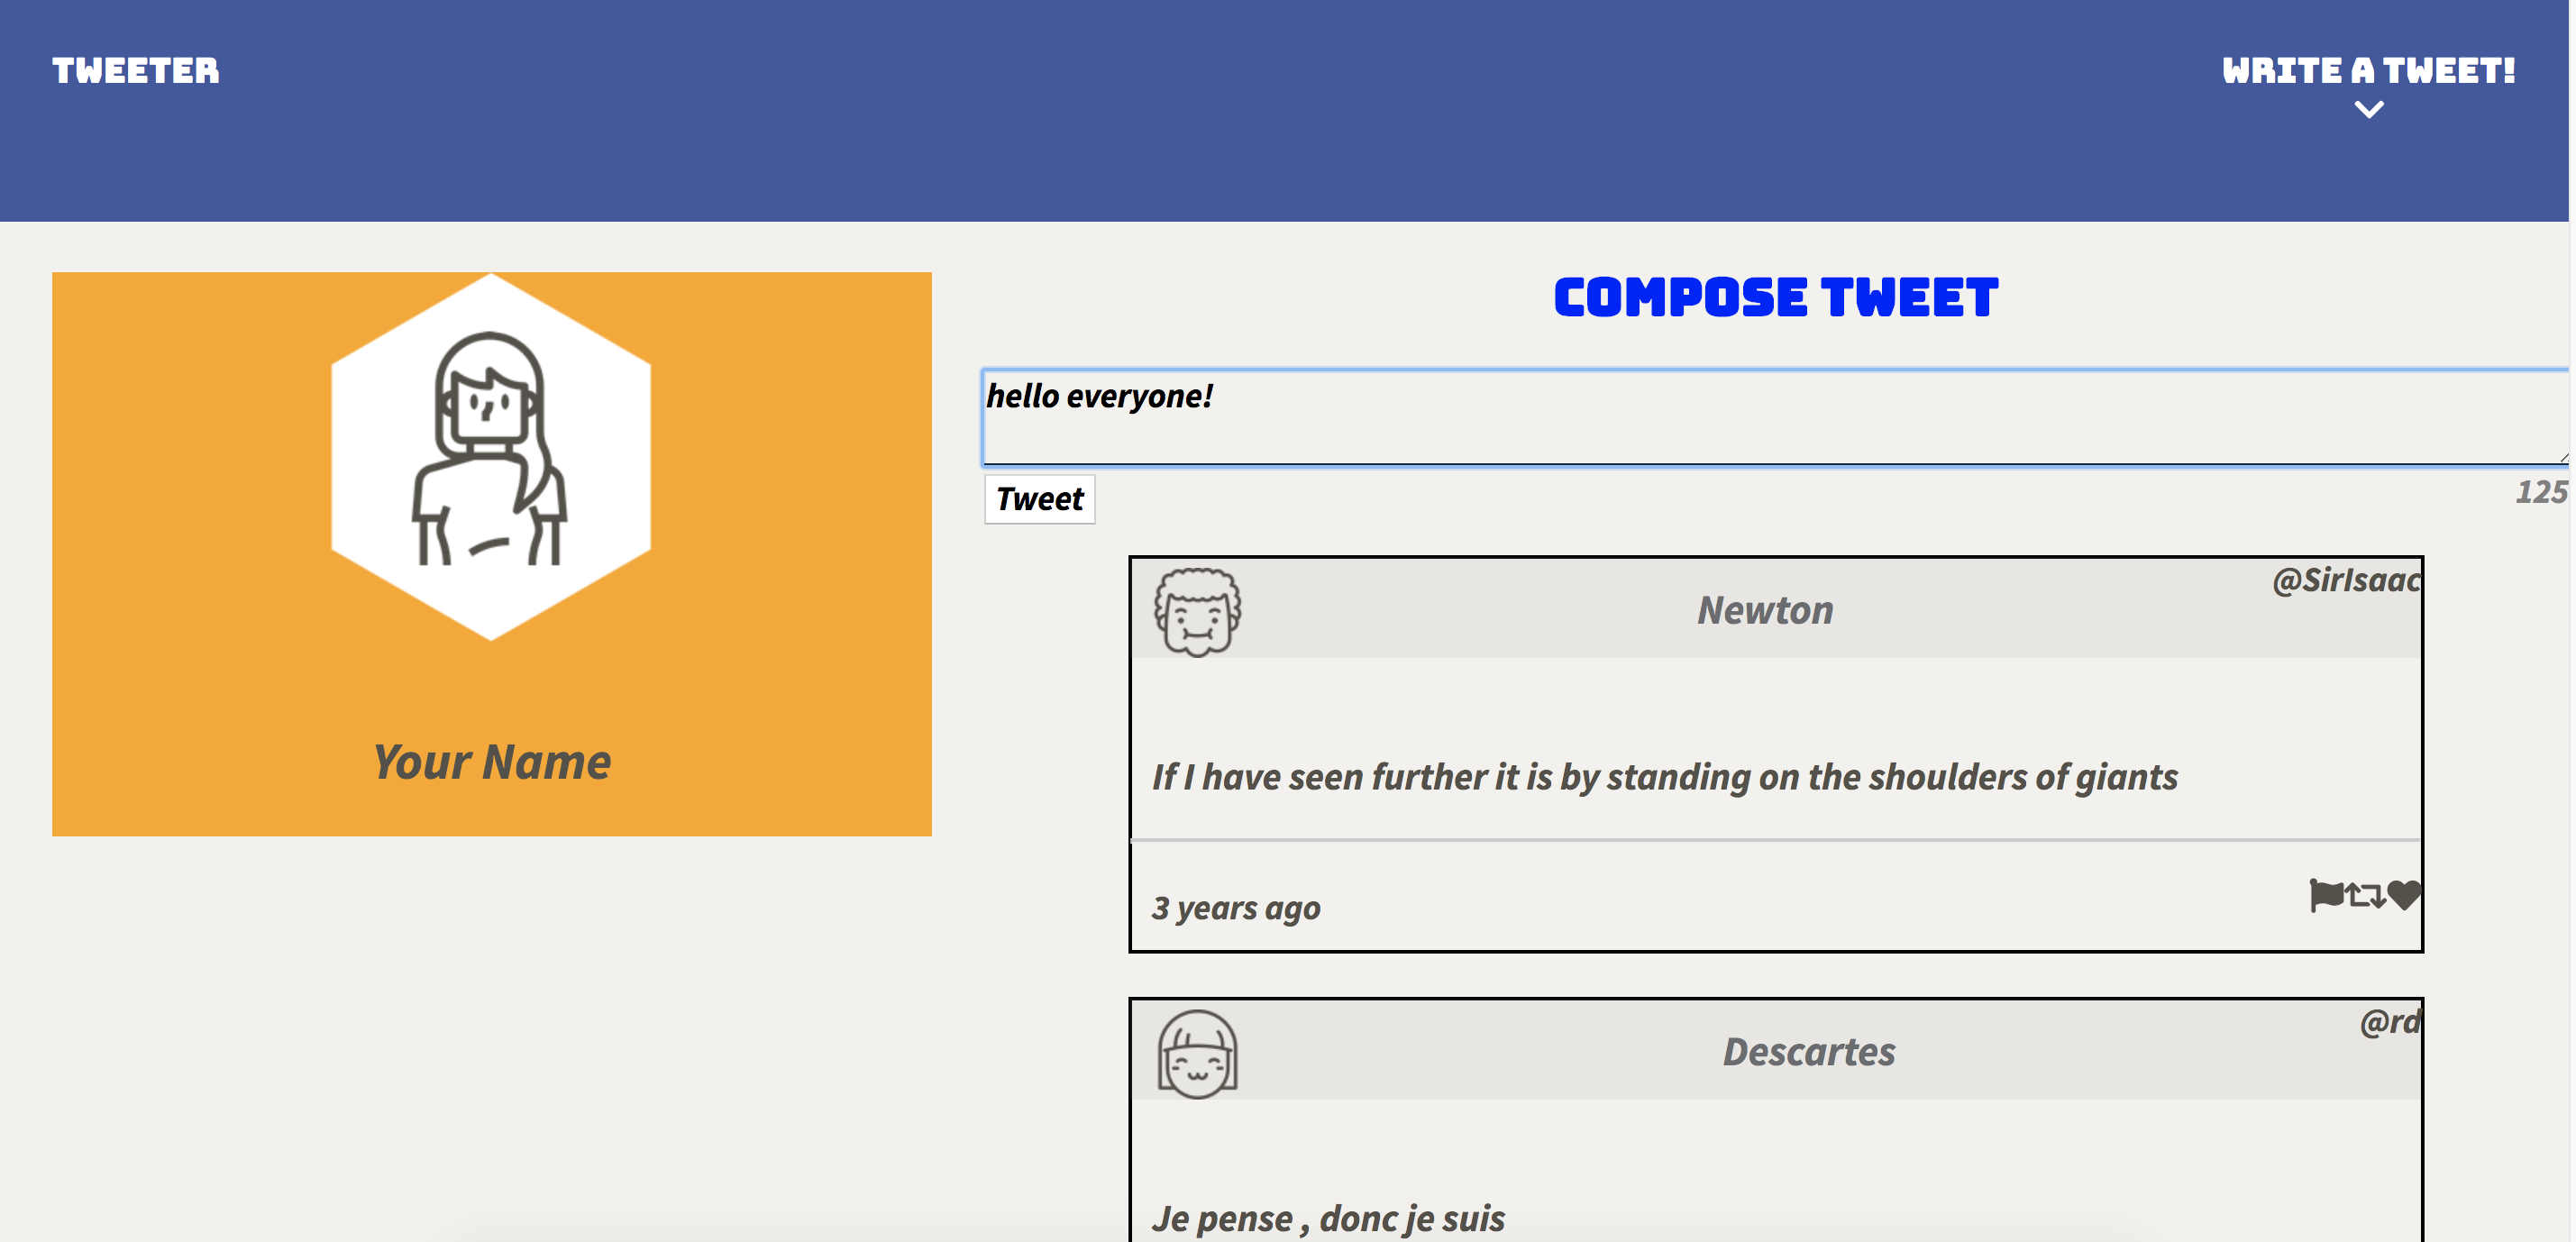 TWEETER
WRITE A TWEET!
COMPOSE TWEET
hello everyone!
Tweet
125
Your Name
Newton
@SirIsaac
If I have seen further it is by standing on the shoulders of giants
3 years ago
Descartes
@rd
Je pense , donc je suis